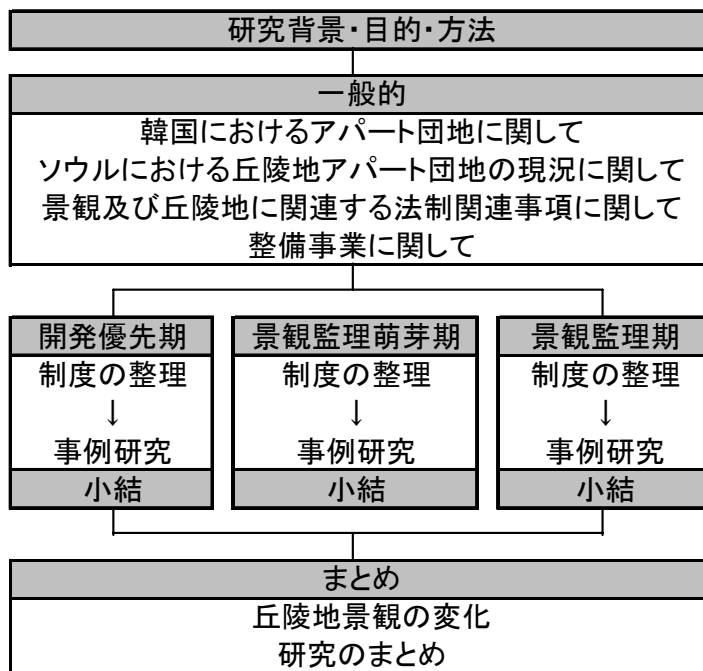 研究背景・目的・方法
一般的
韓国におけるアパート団地に関して
ソウルにおける丘陵地アパート団地の現況に関して
景観及び丘陵地に関連する法制関連事項に関して
整備事業に関して
開発優先期
制度の整理
↓
事例研究
小結
景観監理萌芽期
制度の整理
↓
事例研究
小結
景観監理期
制度の整理
↓
事例研究
小結
まとめ
丘陵地景観の変化
研究のまとめ